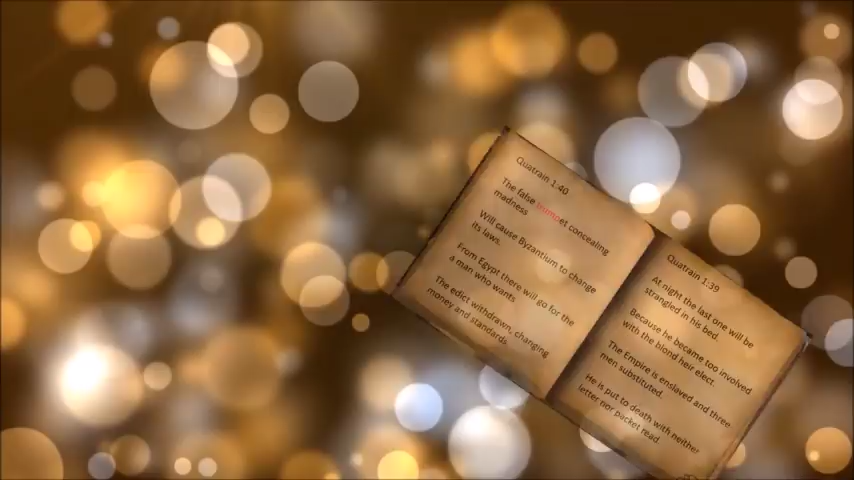 Quatrain 1:40
The false trumpet concealing
madness
Will cause Byzantium to change
its laws.
From Egypt there will go for the
a man who wants
The edict withdrawn, changing
money and standards.
Quatrain 1:39
At night the last one will be
strangled in his bed.
Because he became too involved
with the blond heir elect.
The Empire is enslaved and three
men substituted.
He is put to death with neither
letter nor packet read.